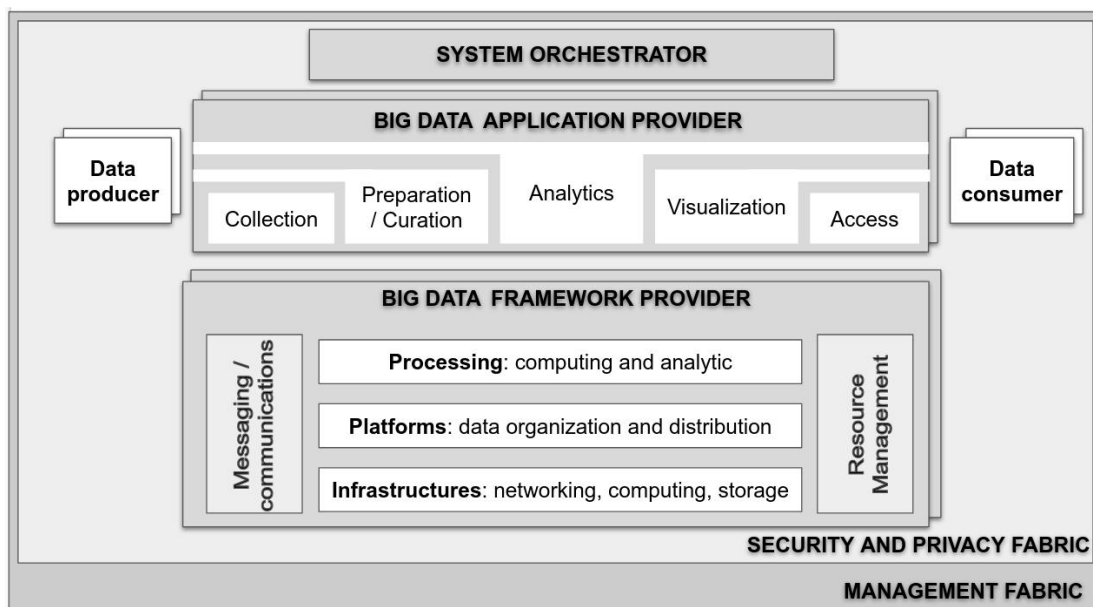 SYSTEM ORCHESTRATOR
BIG DATA APPLICATION PROVIDER
Data
producer
Collection
Preparation
/ Curation
Analytics
Visualization
Access
Data
consumer
BIG DATA FRAMEWORK PROVIDER
Messaging /
communications
Processing: computing and analytic
Platforms: data organization and distribution
Infrastructures: networking, computing, storage
Resource
Management
SECURITY AND PRIVACY FABRIC
MANAGEMENT FABRIC